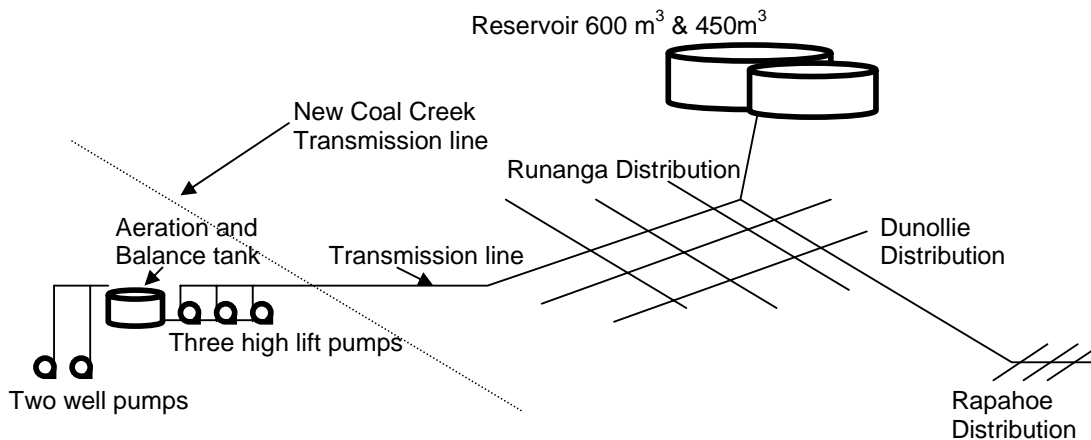 Reservoir 600 m³ & 450m³
New Coal Creek
Transmission line
Runanga Distribution
Aeration and
Balance tank
Transmission line
Dunollie
Distribution
Three high lift pumps
Two well pumps
Rapahoe
Distribution